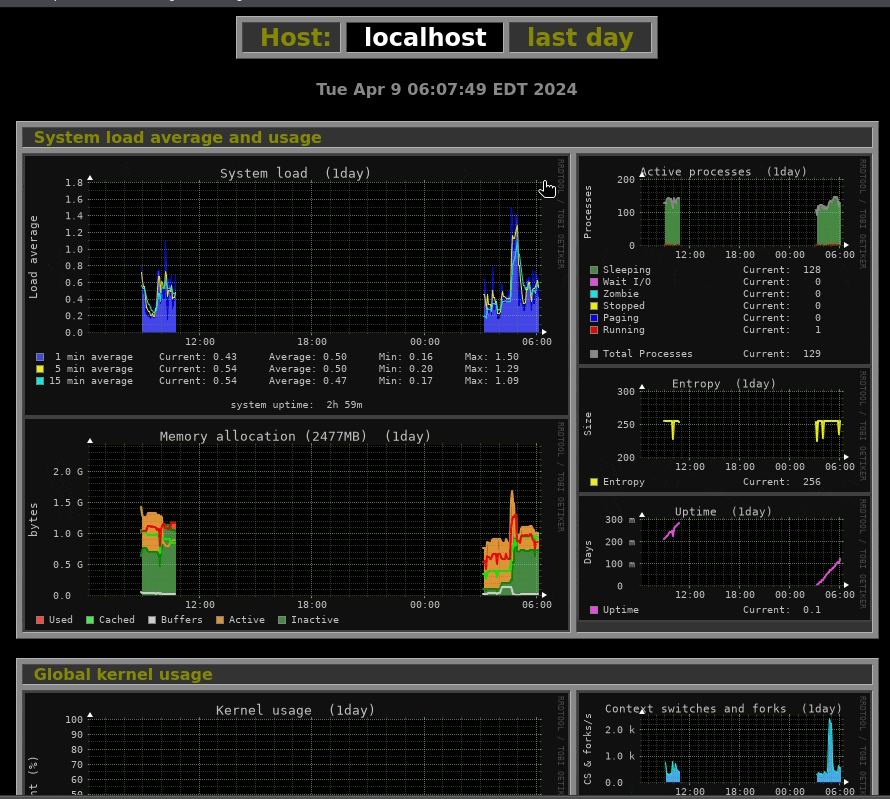 Host: localhost last day
Tue Apr 9 06:07:49 EDT 2024
System load average and usage
System load (1day)
RRDTOOL / TOBI OETIKER
Load average
1.8
1.6
1.4
1.2
1.0
0.8
0.6
0.4
0.2
0.0
12:00 18:00 00:00 06:00
1 min average Current: 0.43 Average: 0.50 Min: 0.16 Max: 1.50
5 min average Current: 0.54 Average: 0.50 Min: 0.20 Max: 1.29
15 min average Current: 0.54 Average: 0.47 Min: 0.17 Max: 1.09
system uptime: 2h 59m
Memory allocation (2477MB) (1day)
RRDTOOL / TOBI OETIKER
bytes
2.0 G
1.5 G
1.0 G
0.5 G
0.0
12:00 18:00 00:00 06:00
Used Cached Buffers Active Inactive
Active processes (1day)
RRDTOOL / TOBI OETIKER
Processes
200
100
0
12:00 18:00 00:00 06:00
Sleeping Current: 128
Wait I/O Current: 0
Zombie Current: 0
Stopped Current: 0
Paging Current: 0
Running Current: 1
Total Processes Current: 129
Entropy (1day)
RRDTOOL / TOBI OETIKER
Size
300
250
200
12:00 18:00 00:00 06:00
Entropy Current: 256
Uptime (1day)
RRDTOOL / TOBI OETIKER
Days
300 m
200 m
100 m
0
12:00 18:00 00:00 06:00
Uptime Current: 0.1
Global kernel usage
Kernel usage (1day)
RRDTOOL / TOBI OETIKER
(%)
100
90
80
70
60
50
Context switches and forks (1day)
RRDTOOL / TOBI OETIKER
CS & forks/s
2.0 k
1.0 k
0.0
12:00 18:00 00:00 06:00